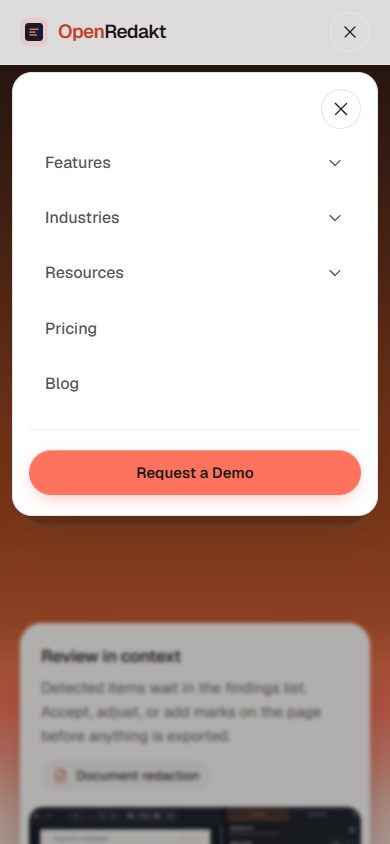 OpenRedakt
Features
Industries
Resources
Pricing
Blog
Request a Demo
Review in context
Detected items wait in the findings list.
Accept, adjust, or add marks on the page
before anything is exported.
Document redaction